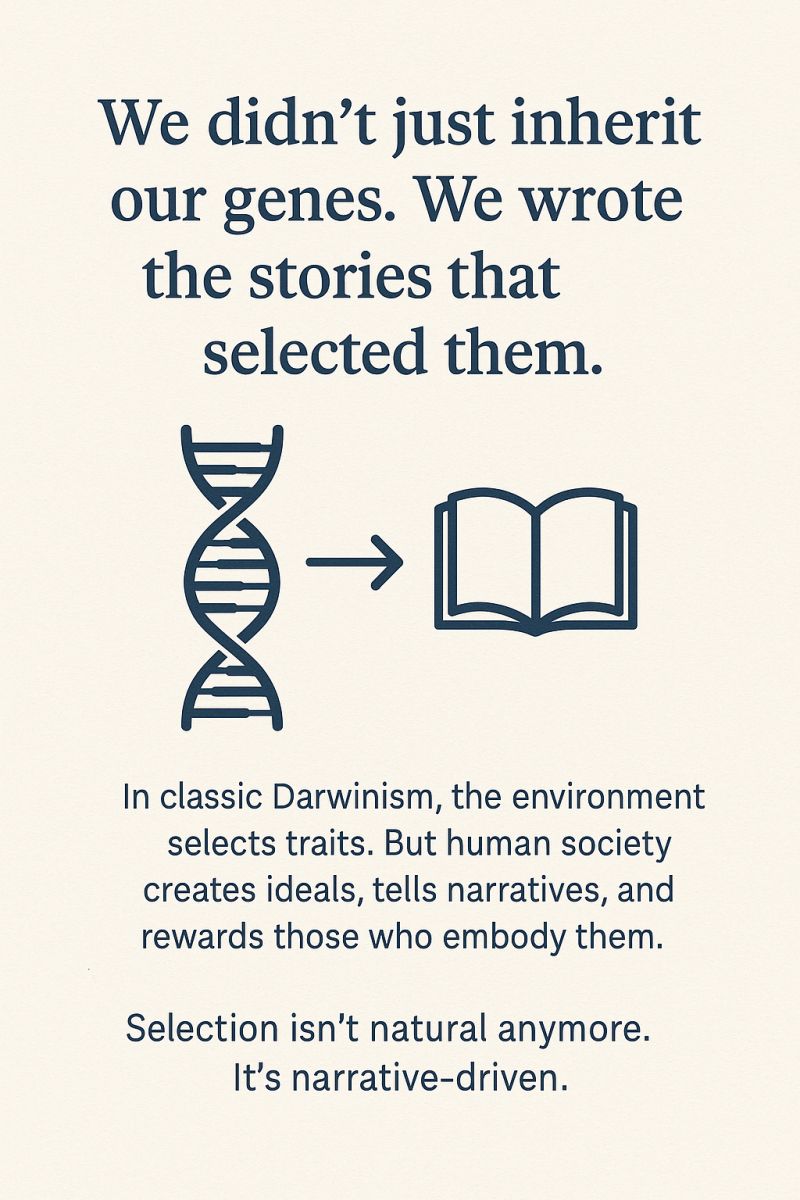 We didn’t just inherit
our genes. We wrote
the stories that
selected them.
In classic Darwinism, the environment
selects traits. But human society
creates ideals, tells narratives, and
rewards those who embody them.
Selection isn’t natural anymore.
It’s narrative-driven.